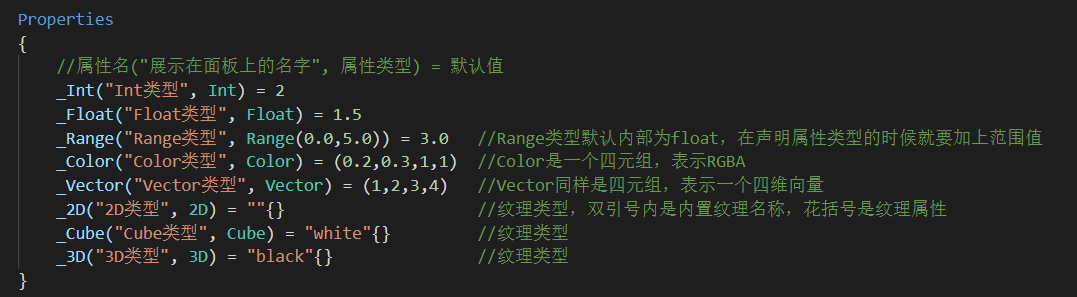 Properties
{
//属性名("展示在面板上的名字", 属性类型) = 默认值
_Int("Int类型", Int) = 2
_Float("Float类型", Float) = 1.5
_Range("Range类型", Range(0.0,5.0)) = 3.0 //Range类型默认内部为float，在声明属性类型的时候就要加上范围值
_Color("Color类型", Color) = (0.2,0.3,1,1) //Color是一个四元组，表示RGBA
_Vector("Vector类型", Vector) = (1,2,3,4) //Vector同样是四元组，表示一个四维向量
_2D("2D类型", 2D) = ""{} //纹理类型，双引号内是内置纹理名称，花括号是纹理属性
_Cube("Cube类型", Cube) = "white"{} //纹理类型
_3D("3D类型", 3D) = "black"{} //纹理类型
}